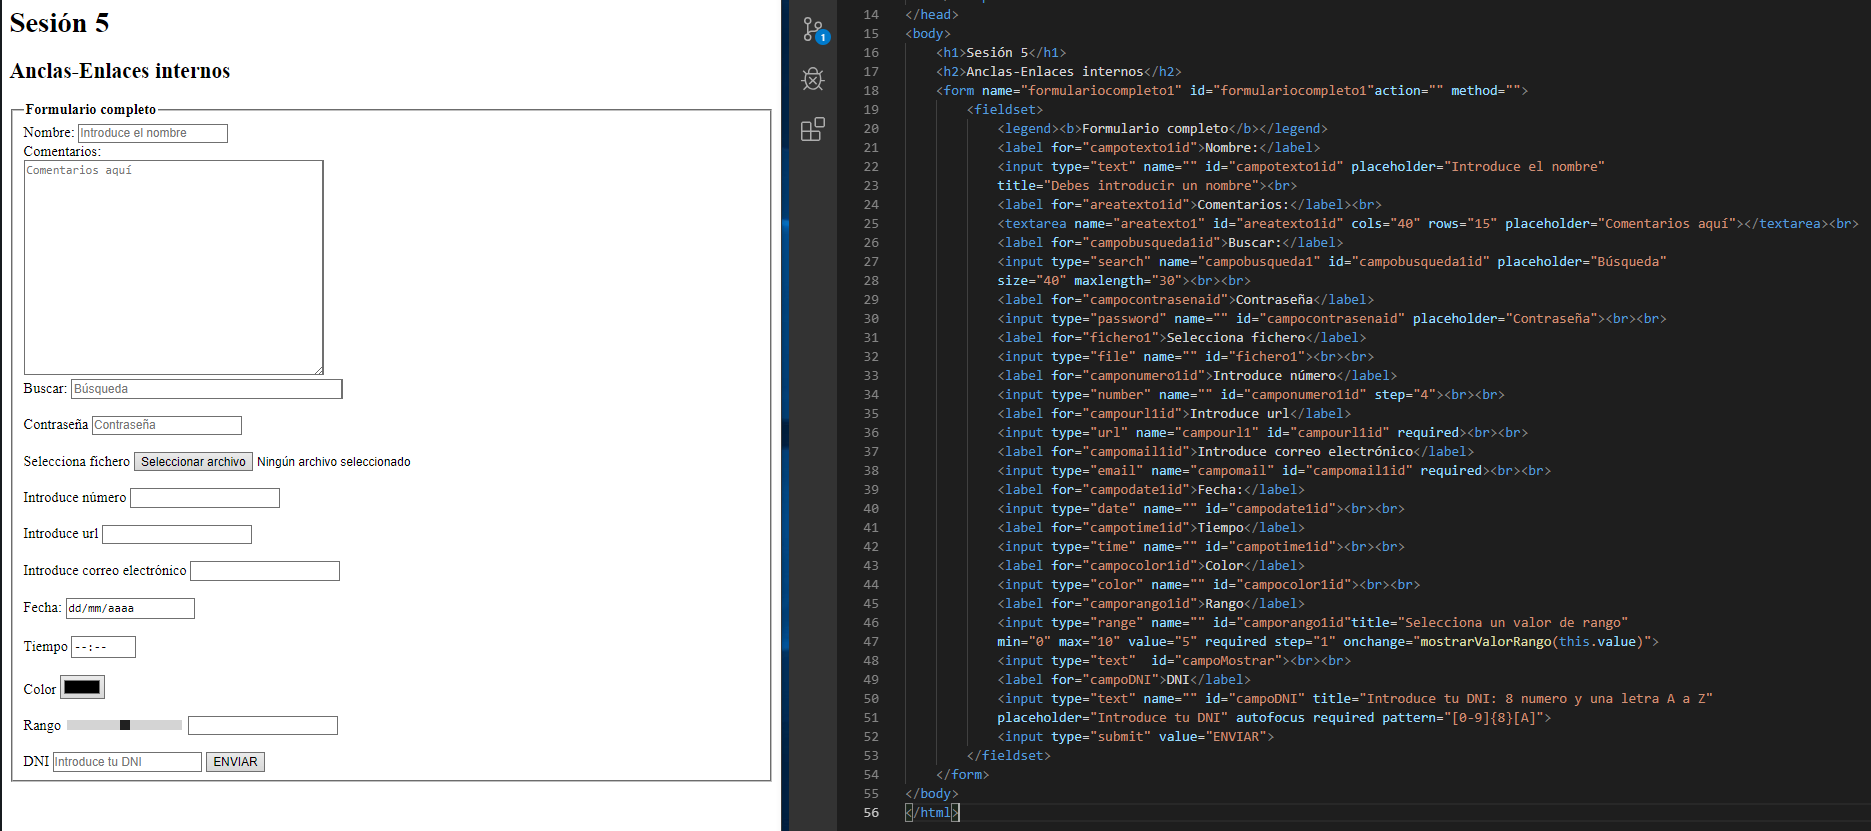 Sesión 5
Anclas-Enlaces internos
Formulario completo
Nombre: Introduce el nombre
Comentarios:
Comentarios aquí
Buscar: Búsqueda
Contraseña Contraseña
Selecciona fichero Seleccionar archivo Ningún archivo seleccionado
Introduce número
Introduce url
Introduce correo electrónico
Fecha: dd/mm/aaaa
Tiempo --:--
Color
Rango
DNI Introduce tu DNI ENVIAR
1
14 </head>
15 <body>
16 <h1>Sesión 5</h1>
17 <h2>Anclas-Enlaces internos</h2>
18 <form name="formulariocompleto1" id="formulariocompleto1"action="" method="">
19 <fieldset>
20 <legend><b>Formulario completo</b></legend>
21 <label for="campotexto1id">Nombre:</label>
22 <input type="text" name="" id="campotexto1id" placeholder="Introduce el nombre"
23 title="Debes introducir un nombre"><br>
24 <label for="areatexto1id">Comentarios:</label><br>
25 <textarea name="areatexto1" id="areatexto1id" cols="40" rows="15" placeholder="Comentarios aquí"></textarea><br>
26 <label for="campobusqueda1id">Buscar:</label>
27 <input type="search" name="campobusqueda1" id="campobusqueda1id" placeholder="Búsqueda"
28 size="40" maxlength="30"><br><br>
29 <label for="campocontrasenaid">Contraseña</label>
30 <input type="password" name="" id="campocontrasenaid" placeholder="Contraseña"><br><br>
31 <label for="fichero1">Selecciona fichero</label>
32 <input type="file" name="" id="fichero1"><br><br>
33 <label for="camponumero1id">Introduce número</label>
34 <input type="number" name="" id="camponumero1id" step="4"><br><br>
35 <label for="campourl1id">Introduce url</label>
36 <input type="url" name="campourl1" id="campourl1id" required><br><br>
37 <label for="campomail1id">Introduce correo electrónico</label>
38 <input type="email" name="campomail" id="campomail1id" required><br><br>
39 <label for="campodate1id">Fecha:</label>
40 <input type="date" name="" id="campodate1id"><br><br>
41 <label for="campotime1id">Tiempo</label>
42 <input type="time" name="" id="campotime1id"><br><br>
43 <label for="campocolor1id">Color</label>
44 <input type="color" name="" id="campocolor1id"><br><br>
45 <label for="camporango1id">Rango</label>
46 <input type="range" name="" id="camporango1id"title="Selecciona un valor de rango"
47 min="0" max="10" value="5" required step="1" onchange="mostrarValorRango(this.value)">
48 <input type="text"  id="campoMostrar"><br><br>
49 <label for="campoDNI">DNI</label>
50 <input type="text" name="" id="campoDNI" title="Introduce tu DNI: 8 numero y una letra A a Z"
51 placeholder="Introduce tu DNI" autofocus required pattern="[0-9]{8}[A]">
52 <input type="submit" value="ENVIAR">
53 </fieldset>
54 </form>
55 </body>
56 </html>